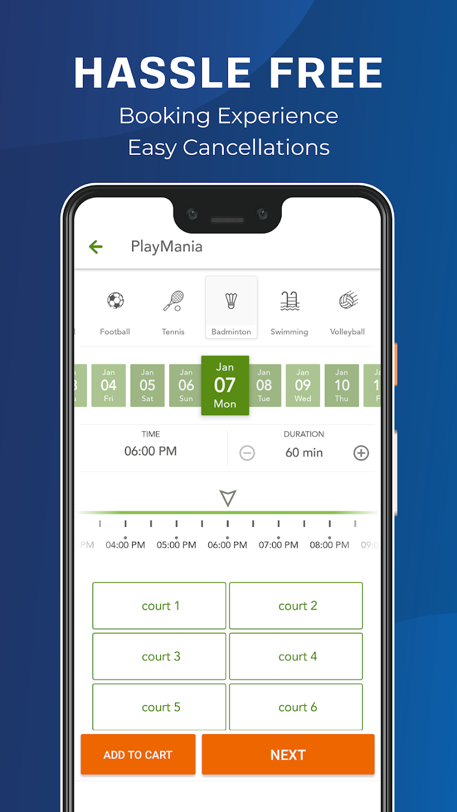 HASSLE FREE
Booking Experience
Easy Cancellations
PlayMania
Football Tennis Badminton Swimming Volleyball
Jan Jan Jan Jan Jan Jan Jan
04 05 06 07 08 09 10
Fri Sat Sun Mon Tue Wed Thu
TIME DURATION
06:00 PM 60 min
PM 04:00 PM 05:00 PM 06:00 PM 07:00 PM 08:00 PM 09:0
court 1 court 2
court 3 court 4
court 5 court 6
ADD TO CART NEXT